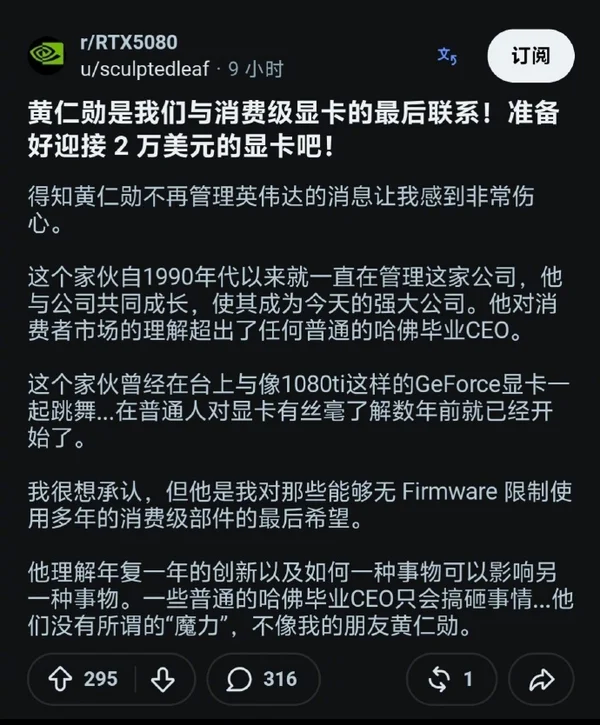 r/RTX5080
u/sculptedleaf · 9 小时
订阅
黄仁勋是我们与消费级显卡的最后联系！准备
好迎接 2 万美元的显卡吧！
得知黄仁勋不再管理英伟达的消息让我感到非常伤
心。
这个家伙自1990年代以来就一直在管理这家公司，他
与公司共同成长，使其成为今天的强大公司。他对消
费者市场的理解超出了任何普通的哈佛毕业CEO。
这个家伙曾经在台上与像1080ti这样的GeForce显卡一
起跳舞...在普通人对显卡有丝毫了解数年前就已经开
始了。
我很想承认，但他是我对那些能够无 Firmware 限制使
用多年的消费级部件的最后希望。
他理解年复一年的创新以及如何一种事物可以影响另
一种事物。一些普通的哈佛毕业CEO只会搞砸事情...他
们没有所谓的“魔力”，不像我的朋友黄仁勋。
295
316
1